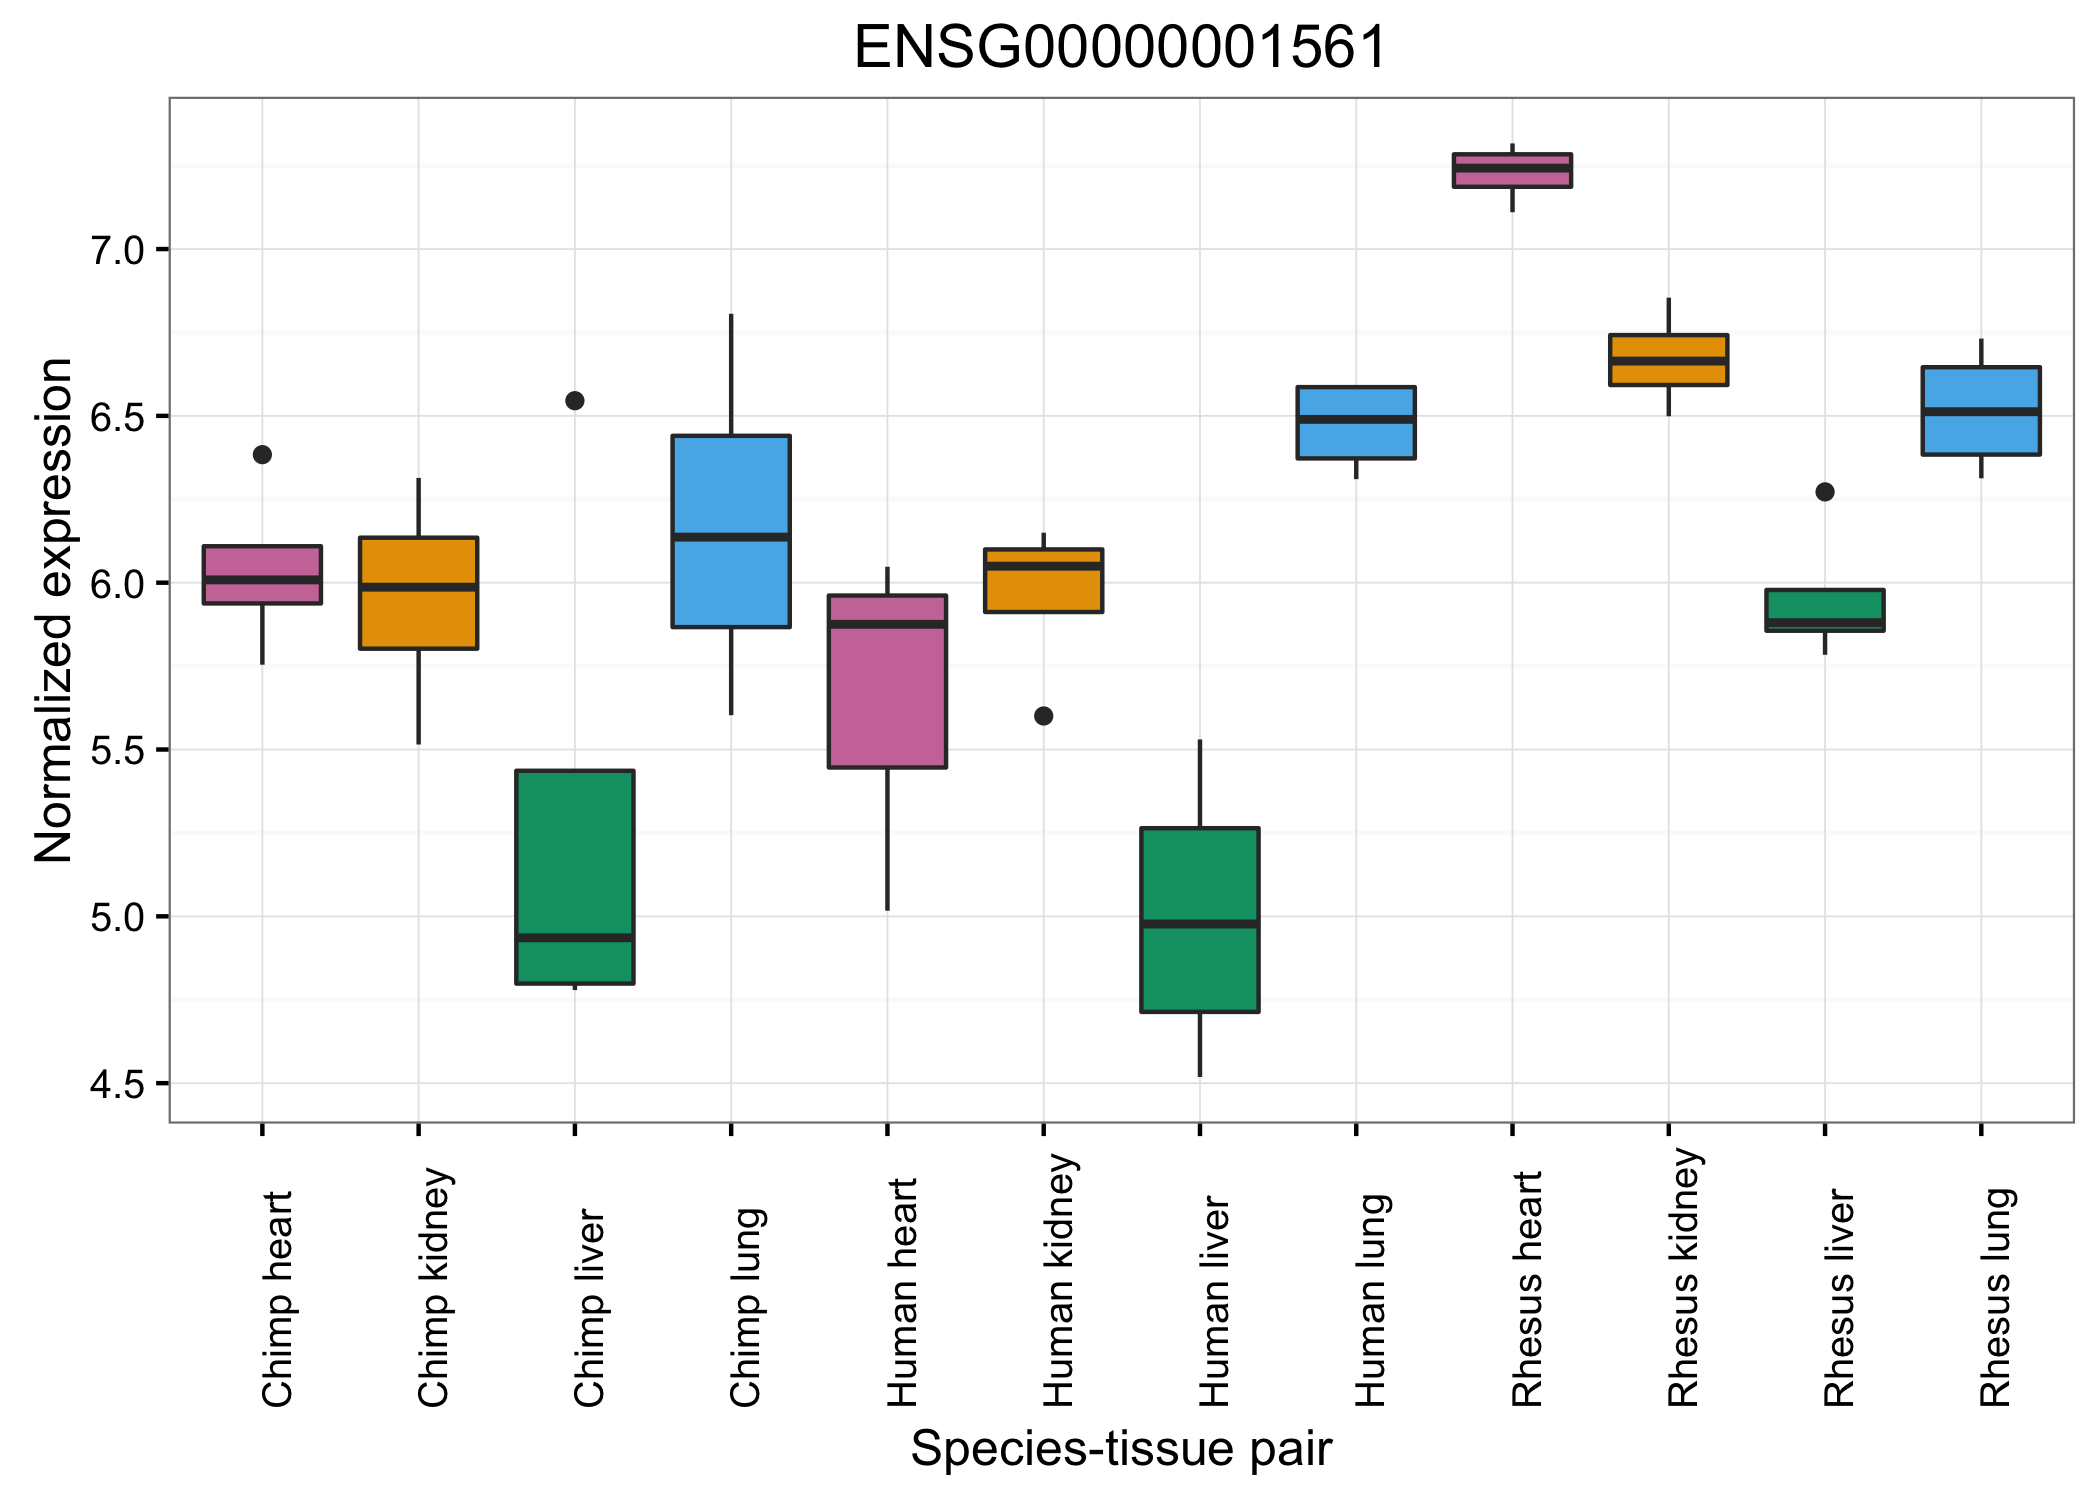 ENSG00000001561
Normalized expression
7.0
6.5
6.0
5.5
5.0
4.5
Chimp heart
Chimp kidney
Chimp liver
Chimp lung
Human heart
Human kidney
Human liver
Human lung
Rhesus heart
Rhesus kidney
Rhesus liver
Rhesus lung
Species-tissue pair